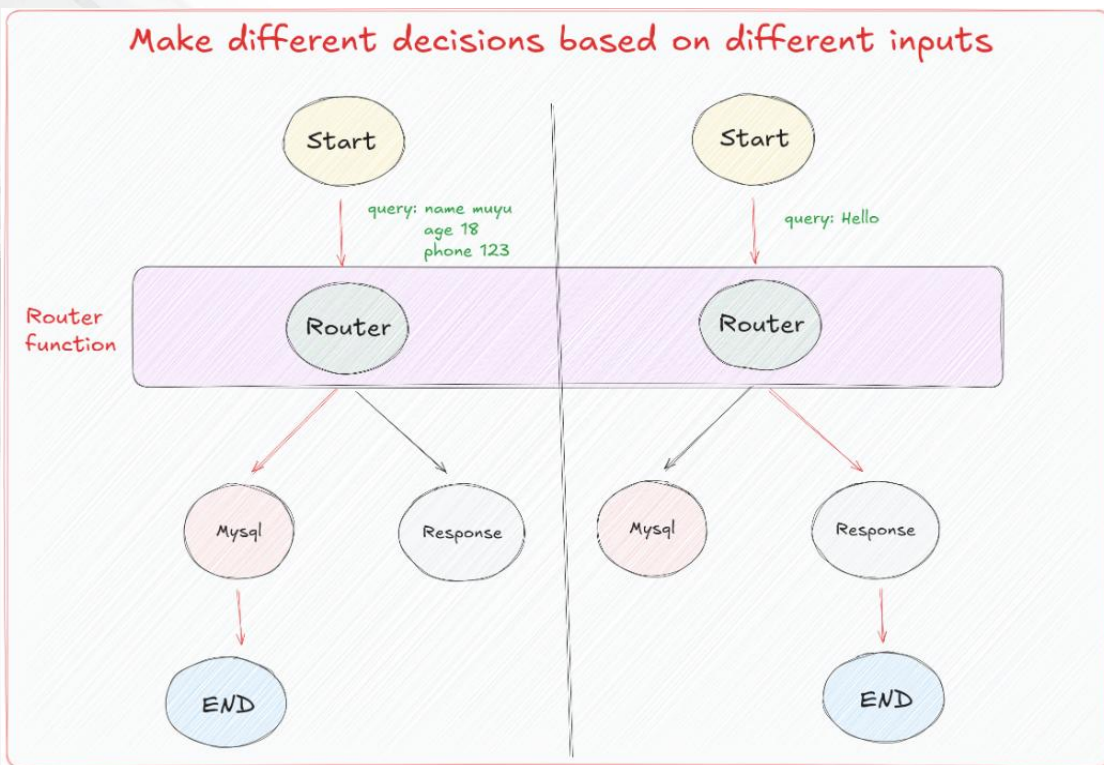 Make different decisions based on different inputs
Start
query: name muyu
age 18
phone 123
Router
function
Router
Mysql
Response
END
Start
query: Hello
Router
Mysql
Response
END